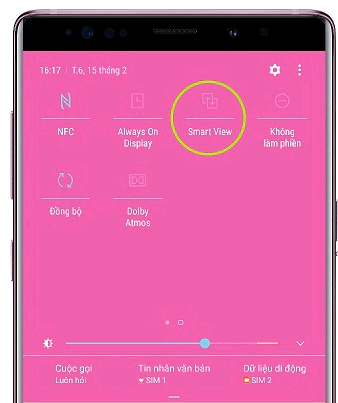 16:17 | T.6, 15 tháng 2
NFC
Always On
Display
Smart View
Không
làm phiền
Đồng bộ
Dolby
Atmos
Cuộc gọi
Luôn hỏi
Tin nhắn văn bản
SIM 1
Dữ liệu di động
SIM 2